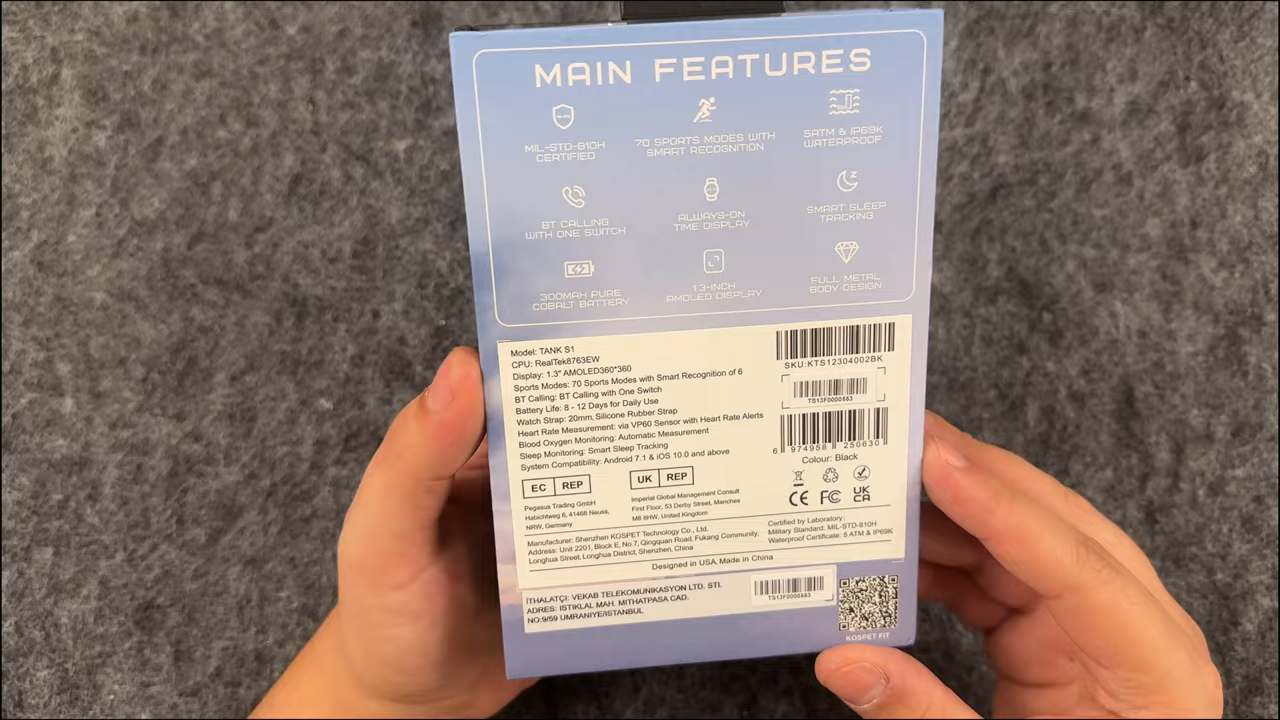 MAIN FEATURES
MIL-STD-810H
CERTIFIED
70 SPORTS MODES WITH
SMART RECOGNITION
5ATM & IP69K
WATERPROOF
BT CALLING
WITH ONE SWITCH
ALWAYS-ON
TIME DISPLAY
SMART SLEEP
TRACKING
300MAH PURE
COBALT BATTERY
1.3-INCH
AMOLED DISPLAY
FULL METAL
BODY DESIGN
Model: TANK S1
CPU: RealTek8763EW
Display: 1.3" AMOLED360*360
Sports Modes: 70 Sports Modes with Smart Recognition of 6
BT Calling: BT Calling with One Switch
Battery Life: 8 - 12 Days for Daily Use
Watch Strap: 20mm, Silicone Rubber Strap
Heart Rate Measurement: via VP60 Sensor with Heart Rate Alerts
Blood Oxygen Monitoring: Automatic Measurement
Sleep Monitoring: Smart Sleep Tracking
System Compatibility: Android 7.1 & iOS 10.0 and above
SKU:KTS12304002BK
TS13F0000553
6 974958 250630
Colour: Black
CE FC UK CA
EC REP
Pegasus Trading GmbH
Habichtweg 6, 41468 Neuss,
NRW, Germany
UK REP
Imperial Global Management Consult
First Floor, 53 Derby Street, Manches
M8 8HW, United Kingdom
Manufacturer: Shenzhen KOSPET Technology Co., Ltd.
Address: Unit 2201, Block E, No.7, Qingquan Road, Fukang Community,
Longhua Street, Longhua District, Shenzhen, China
Certified by Laboratory:
Military Standard: MIL-STD-810H
Waterproof Certificate: 5 ATM & IP69K
Designed in USA, Made in China
İTHALATÇI: VEKAB TELEKOMUNIKASYON LTD. STI.
ADRES: ISTIKLAL MAH. MITHATPASA CAD.
NO:9/59 UMRANIYE/ISTANBUL
TS13F0000553
KOSPET FIT